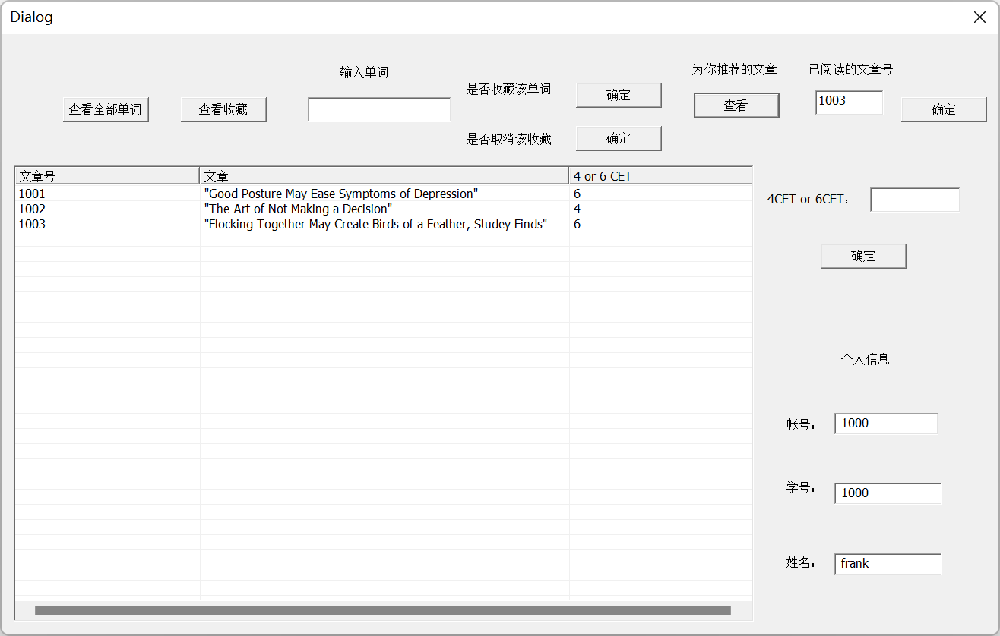 Dialog
输入单词
为你推荐的文章
已阅读的文章号
查看全部单词
查看收藏
是否收藏该单词
确定
查看
1003
确定
是否取消该收藏
确定
文章号 文章 4 or 6 CET
1001 "Good Posture May Ease Symptoms of Depression" 6
1002 "The Art of Not Making a Decision" 4
1003 "Flocking Together May Create Birds of a Feather, Studey Finds" 6
4CET or 6CET：
确定
个人信息
帐号： 1000
学号： 1000
姓名： frank